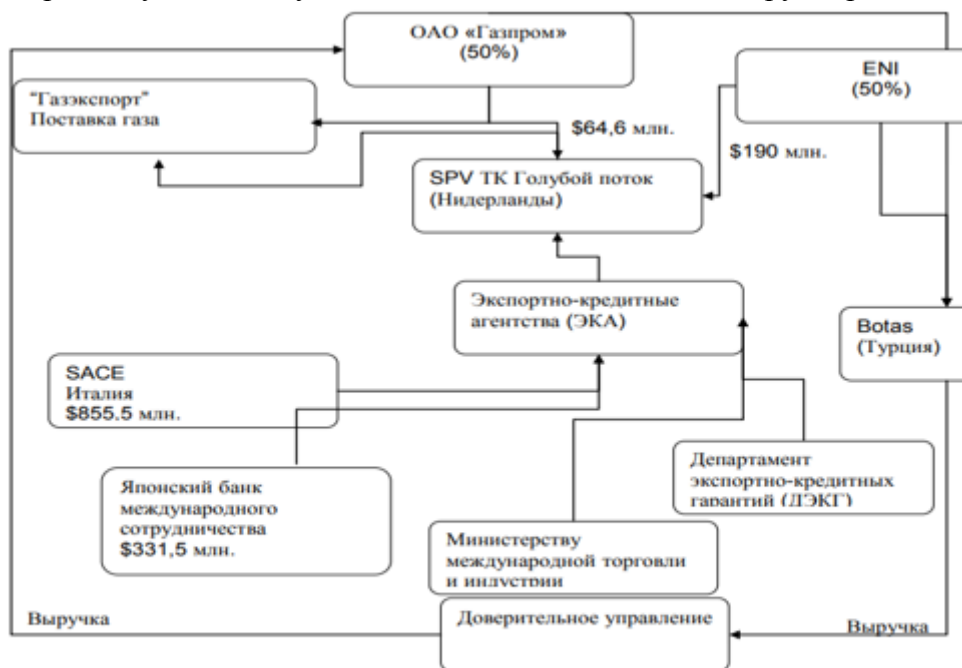 ОАО «Газпром»
(50%)
ENI
(50%)
"Газэкспорт"
Поставка газа
$64,6 млн.
$190 млн.
SPV ТК Голубой поток
(Нидерланды)
Экспортно-кредитные
агентства (ЭКА)
Botas
(Турция)
SACE
Италия
$855.5 млн.
Японский банк
международного
сотрудничества
$331,5 млн.
Департамент
экспортно-кредитных
гарантий (ДЭКГ)
Министерству
международной торговли
и индустрии
Выручка
Доверительное управление
Выручка